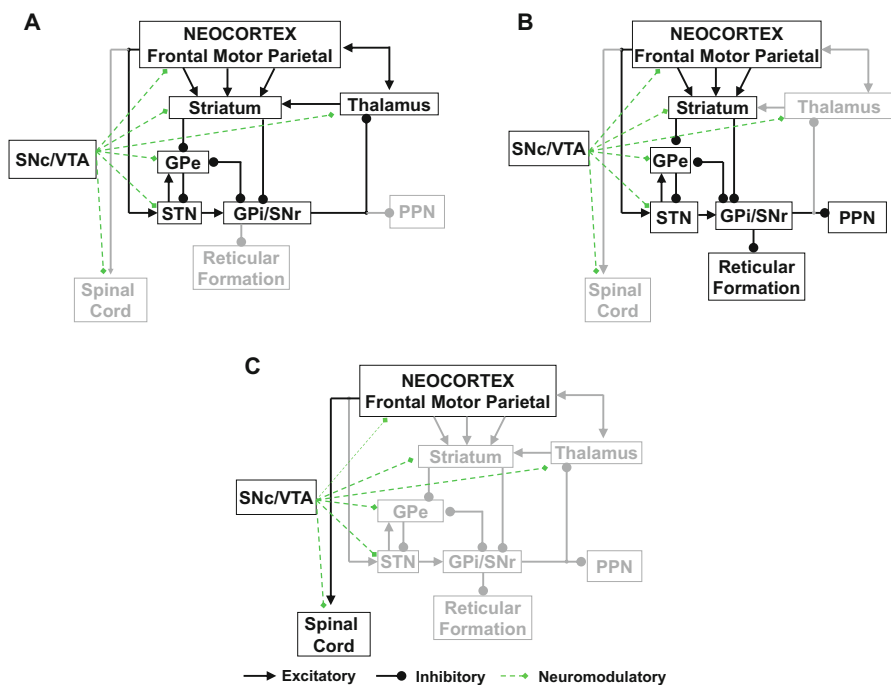 A
NEOCORTEX
Frontal Motor Parietal
Striatum
Thalamus
SNc/VTA
GPe
STN
GPi/SNr
PPN
Reticular
Formation
Spinal
Cord
B
NEOCORTEX
Frontal Motor Parietal
Striatum
Thalamus
SNc/VTA
GPe
STN
GPi/SNr
PPN
Reticular
Formation
Spinal
Cord
C
NEOCORTEX
Frontal Motor Parietal
Striatum
Thalamus
SNc/VTA
GPe
STN
GPi/SNr
PPN
Reticular
Formation
Spinal
Cord
Excitatory
Inhibitory
Neuromodulatory